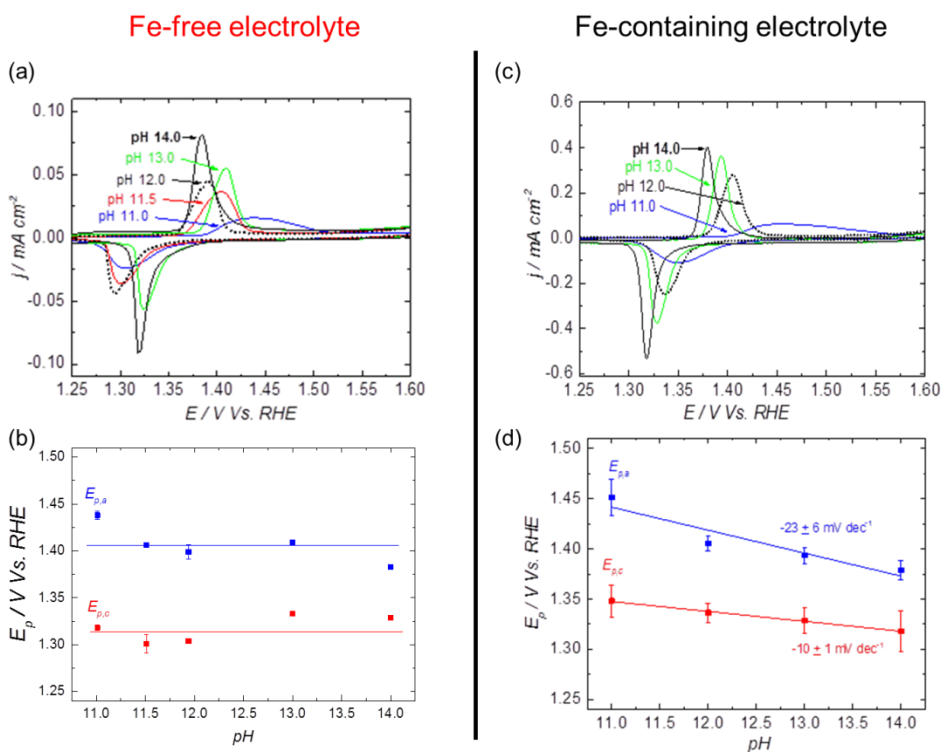 Fe-free electrolyte
Fe-containing electrolyte
(a)
j / mA cm-2
0.10
0.05
0.00
-0.05
-0.10
pH 14.0
pH 13.0
pH 12.0
pH 11.5
pH 11.0
1.25 1.30 1.35 1.40 1.45 1.50 1.55 1.60
E / V Vs. RHE
(c)
j / mA cm-2
0.6
0.4
0.2
0.0
-0.2
-0.4
-0.6
pH 14.0
pH 13.0
pH 12.0
pH 11.0
1.25 1.30 1.35 1.40 1.45 1.50 1.55 1.60
E / V Vs. RHE
(b)
Ep / V Vs. RHE
1.50
1.45
1.40
1.35
1.30
1.25
Ep,a
Ep,c
11.0 11.5 12.0 12.5 13.0 13.5 14.0
pH
(d)
Ep / V Vs. RHE
1.50
1.45
1.40
1.35
1.30
1.25
Ep,a
-23 ± 6 mV dec-1
Ep,c
-10 ± 1 mV dec-1
11.0 11.5 12.0 12.5 13.0 13.5 14.0
pH